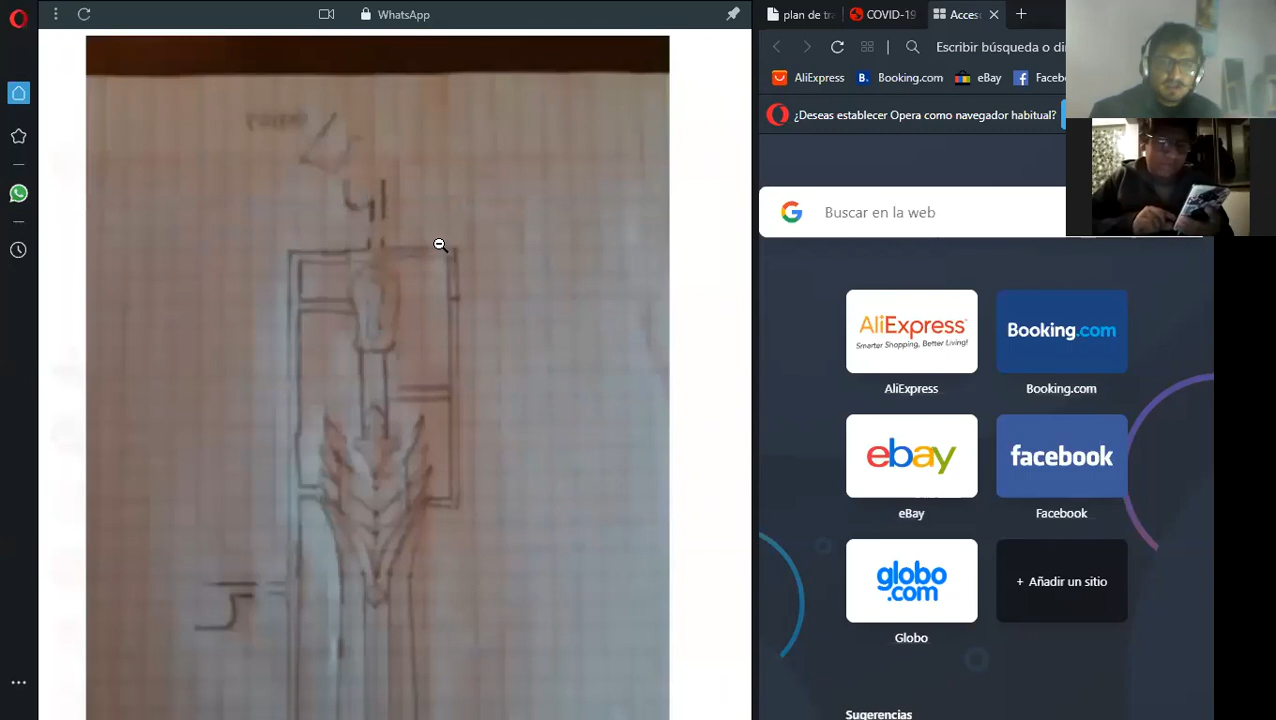 WhatsApp
plan de tra
COVID-19
Acces
Escribir búsqueda o di
AliExpress
B. Booking.com
eBay
Faceb
¿Deseas establecer Opera como navegador habitual?
Buscar en la web
AliExpress
Smarter Shopping, Better Living!
Booking.com
AliExpress
Booking.com
ebay
facebook
eBay
Facebook
globo
.com
+ Añadir un sitio
Globo
Sugerencias